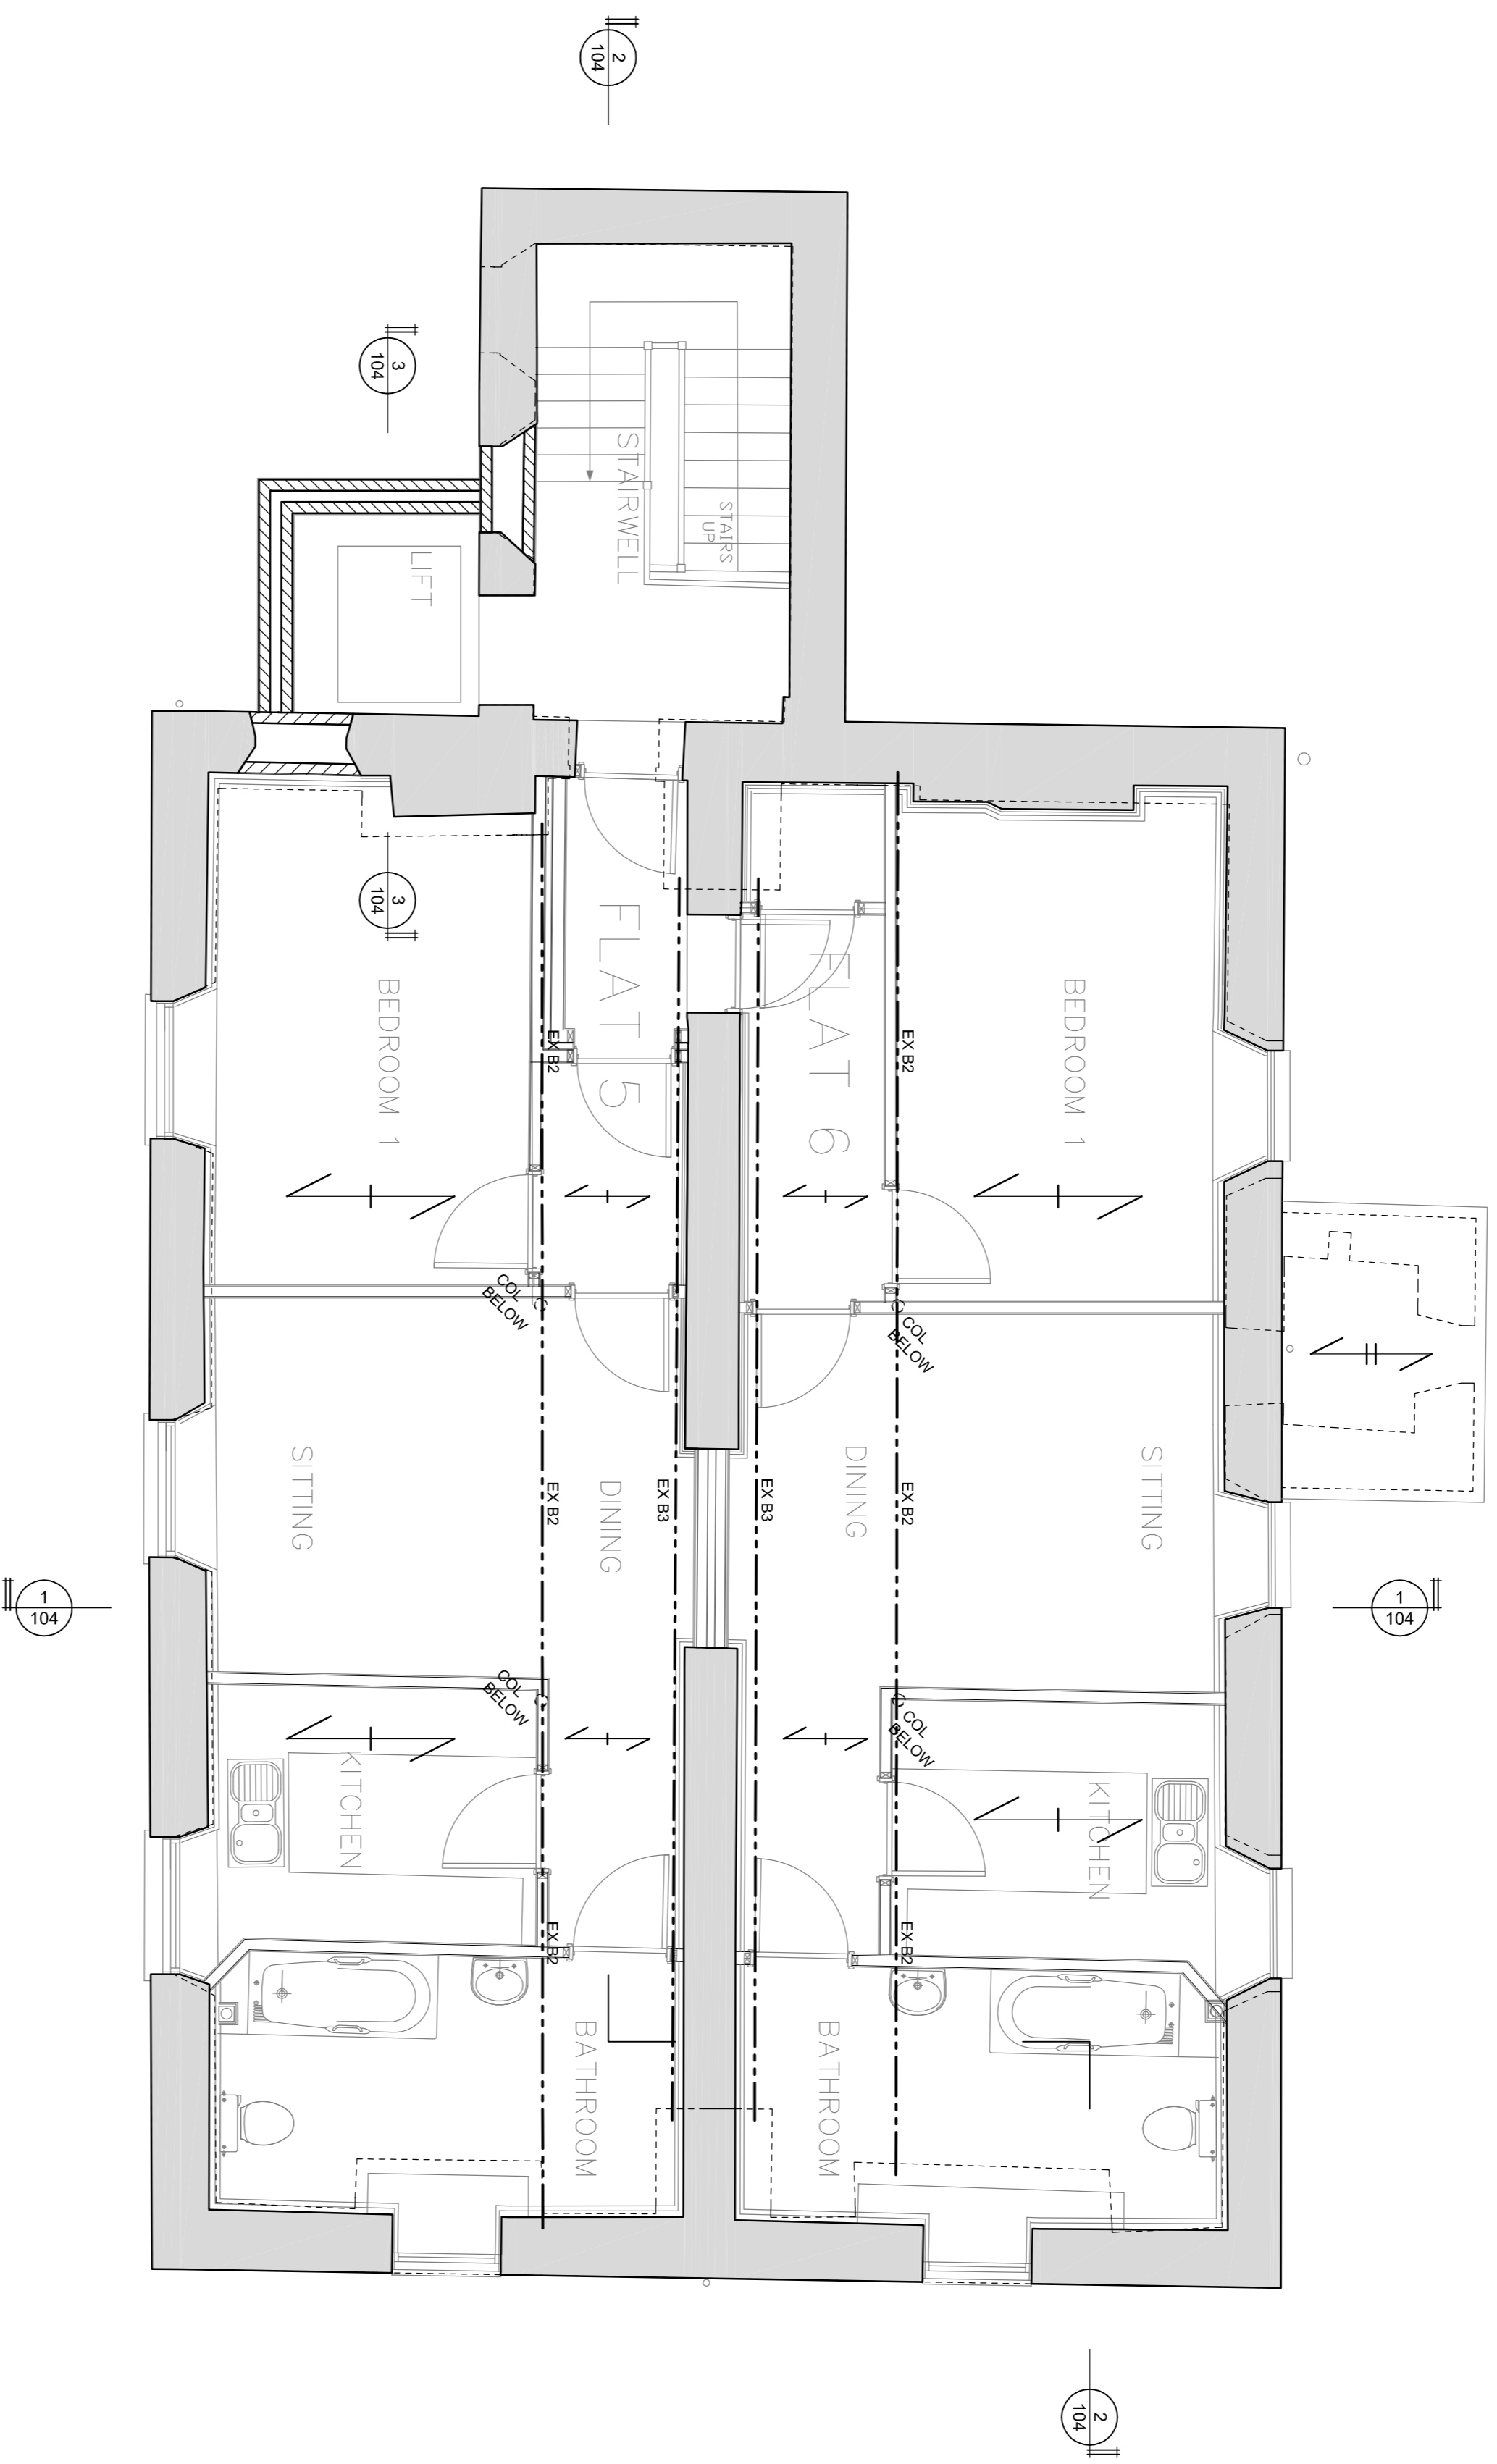 2
104
3
104
STAIRWELL
STAIRS
UP
LIFT
3
104
FLAT 5
FLAT 6
BEDROOM 1
BEDROOM 1
EX B2
EX B2
COL
BELOW
COL
BELOW
SITTING
DINING
EX B2
EX B3
EX B3
DINING
EX B2
SITTING
1
104
1
104
COL
BELOW
COL
BELOW
KITCHEN
KITCHEN
EX B2
EX B2
BATHROOM
BATHROOM
2
104